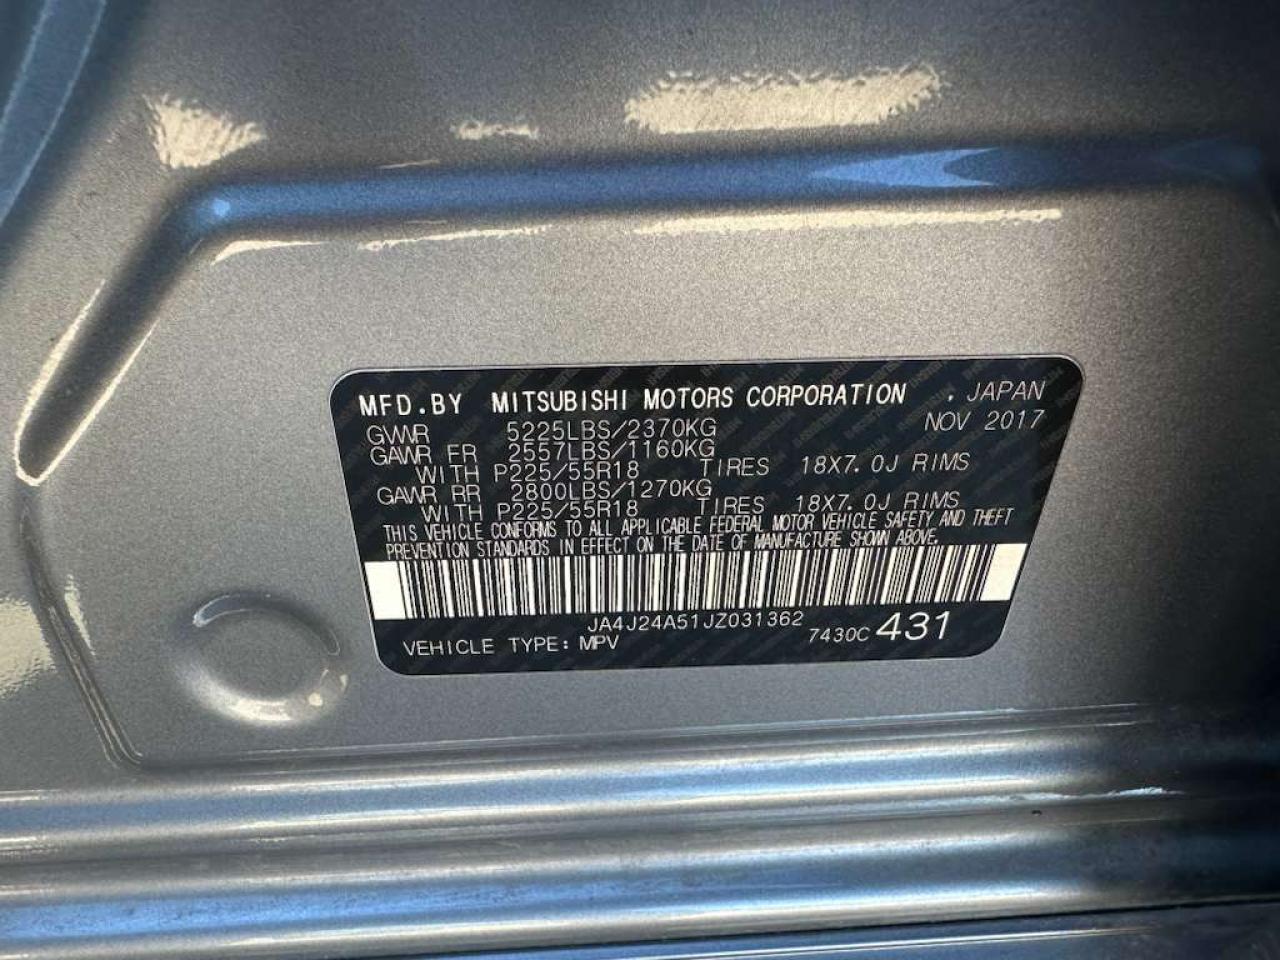 MFD.BY MITSUBISHI MOTORS CORPORATION . JAPAN
NOV 2017
GVWR 5225LBS/2370KG
GAWR FR 2557LBS/1160KG
WITH P225/55R18 TIRES 18X7.0J RIMS
GAWR RR 2800LBS/1270KG
WITH P225/55R18 TIRES 18X7.0J RIMS
THIS VEHICLE CONFORMS TO ALL APPLICABLE FEDERAL MOTOR VEHICLE SAFETY AND THEFT
PREVENTION STANDARDS IN EFFECT ON THE DATE OF MANUFACTURE SHOWN ABOVE.
JA4J24A51JZ031362
VEHICLE TYPE: MPV 7430C 431